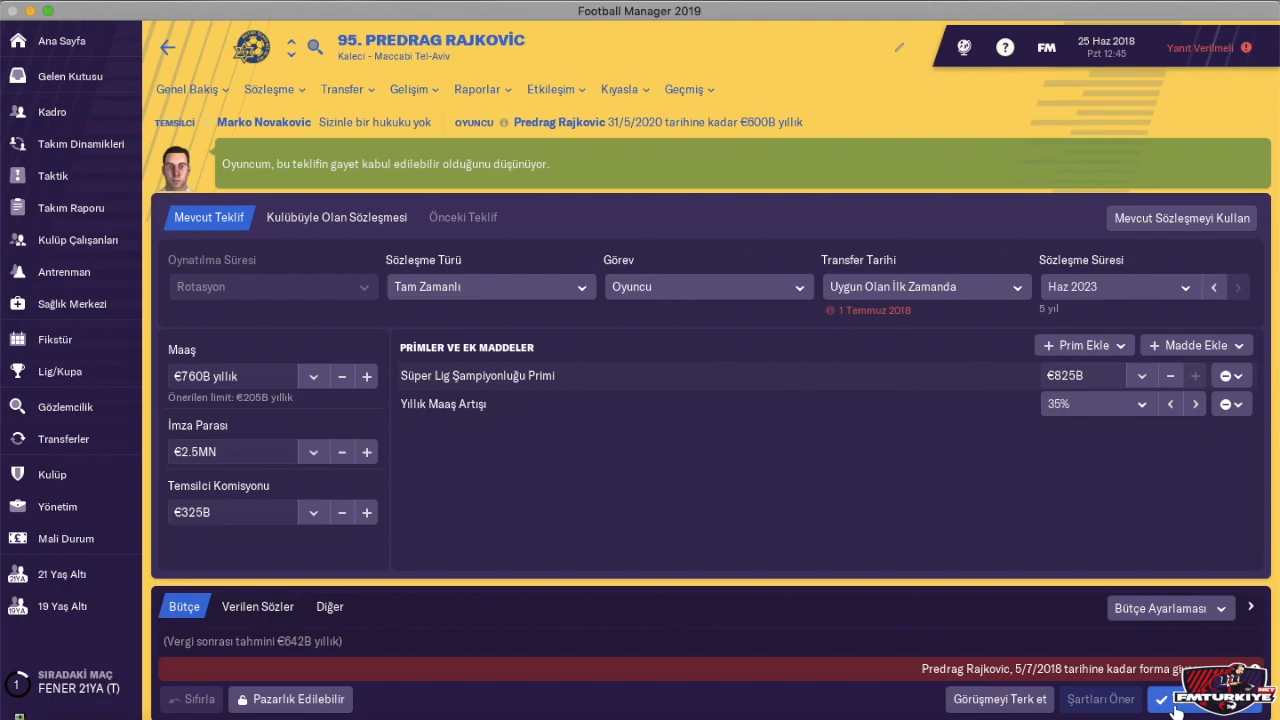 Football Manager 2019
Ana Sayfa
Gelen Kutusu
Kadro
Takım Dinamikleri
Taktik
Takım Raporu
Kulüp Çalışanları
Antrenman
Sağlık Merkezi
Fikstür
Lig/Kupa
Gözlemcilik
Transferler
Kulüp
Yönetim
Mali Durum
21YA 21 Yaş Altı
19YA 19 Yaş Altı
1 SIRADAKİ MAÇ
FENER 21YA (T)
95. PREDRAG RAJKOVİC
Kaleci - Maccabi Tel-Aviv
FM
25 Haz 2018
Pzt 12:45
Yanıt Verilmeli
Genel Bakış Sözleşme Transfer Gelişim Raporlar Etkileşim Kıyasla Geçmiş
TEMSİLCİ Marko Novakovic Sizinle bir hukuku yok OYUNCU Predrag Rajkovic 31/5/2020 tarihine kadar €600B yıllık
Oyuncum, bu teklifin gayet kabul edilebilir olduğunu düşünüyor.
Mevcut Teklif Kulübüyle Olan Sözleşmesi Önceki Teklif Mevcut Sözleşmeyi Kullan
Oynatılma Süresi Sözleşme Türü Görev Transfer Tarihi Sözleşme Süresi
Rotasyon Tam Zamanlı Oyuncu Uygun Olan İlk Zamanda Haz 2023
1 Temmuz 2018 5 yıl
Maaş
€760B yıllık
Önerilen limit: €205B yıllık
İmza Parası
€2.5MN
Temsilci Komisyonu
€325B
PRİMLER VE EK MADDELER + Prim Ekle + Madde Ekle
Süper Lig Şampiyonluğu Primi €825B
Yıllık Maaş Artışı 35%
Bütçe Verilen Sözler Diğer Bütçe Ayarlaması
(Vergi sonrası tahmini €642B yıllık)
Predrag Rajkovic, 5/7/2018 tarihine kadar forma
Sıfırla Pazarlık Edilebilir Görüşmeyi Terk et Şartları Öner
FMTURKIYE.NET